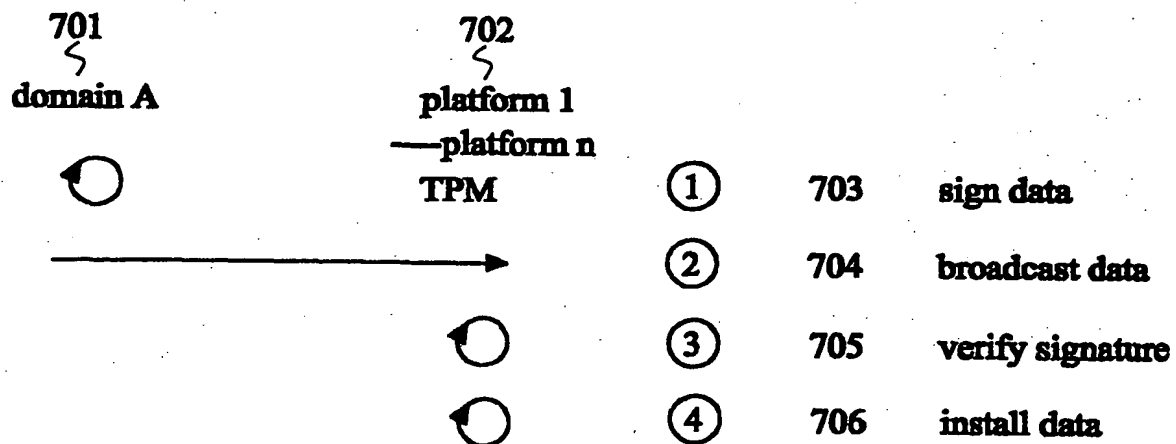 701 702
domain A platform 1
platform n
TPM ① 703 sign data
② 704 broadcast data
③ 705 verify signature
④ 706 install data